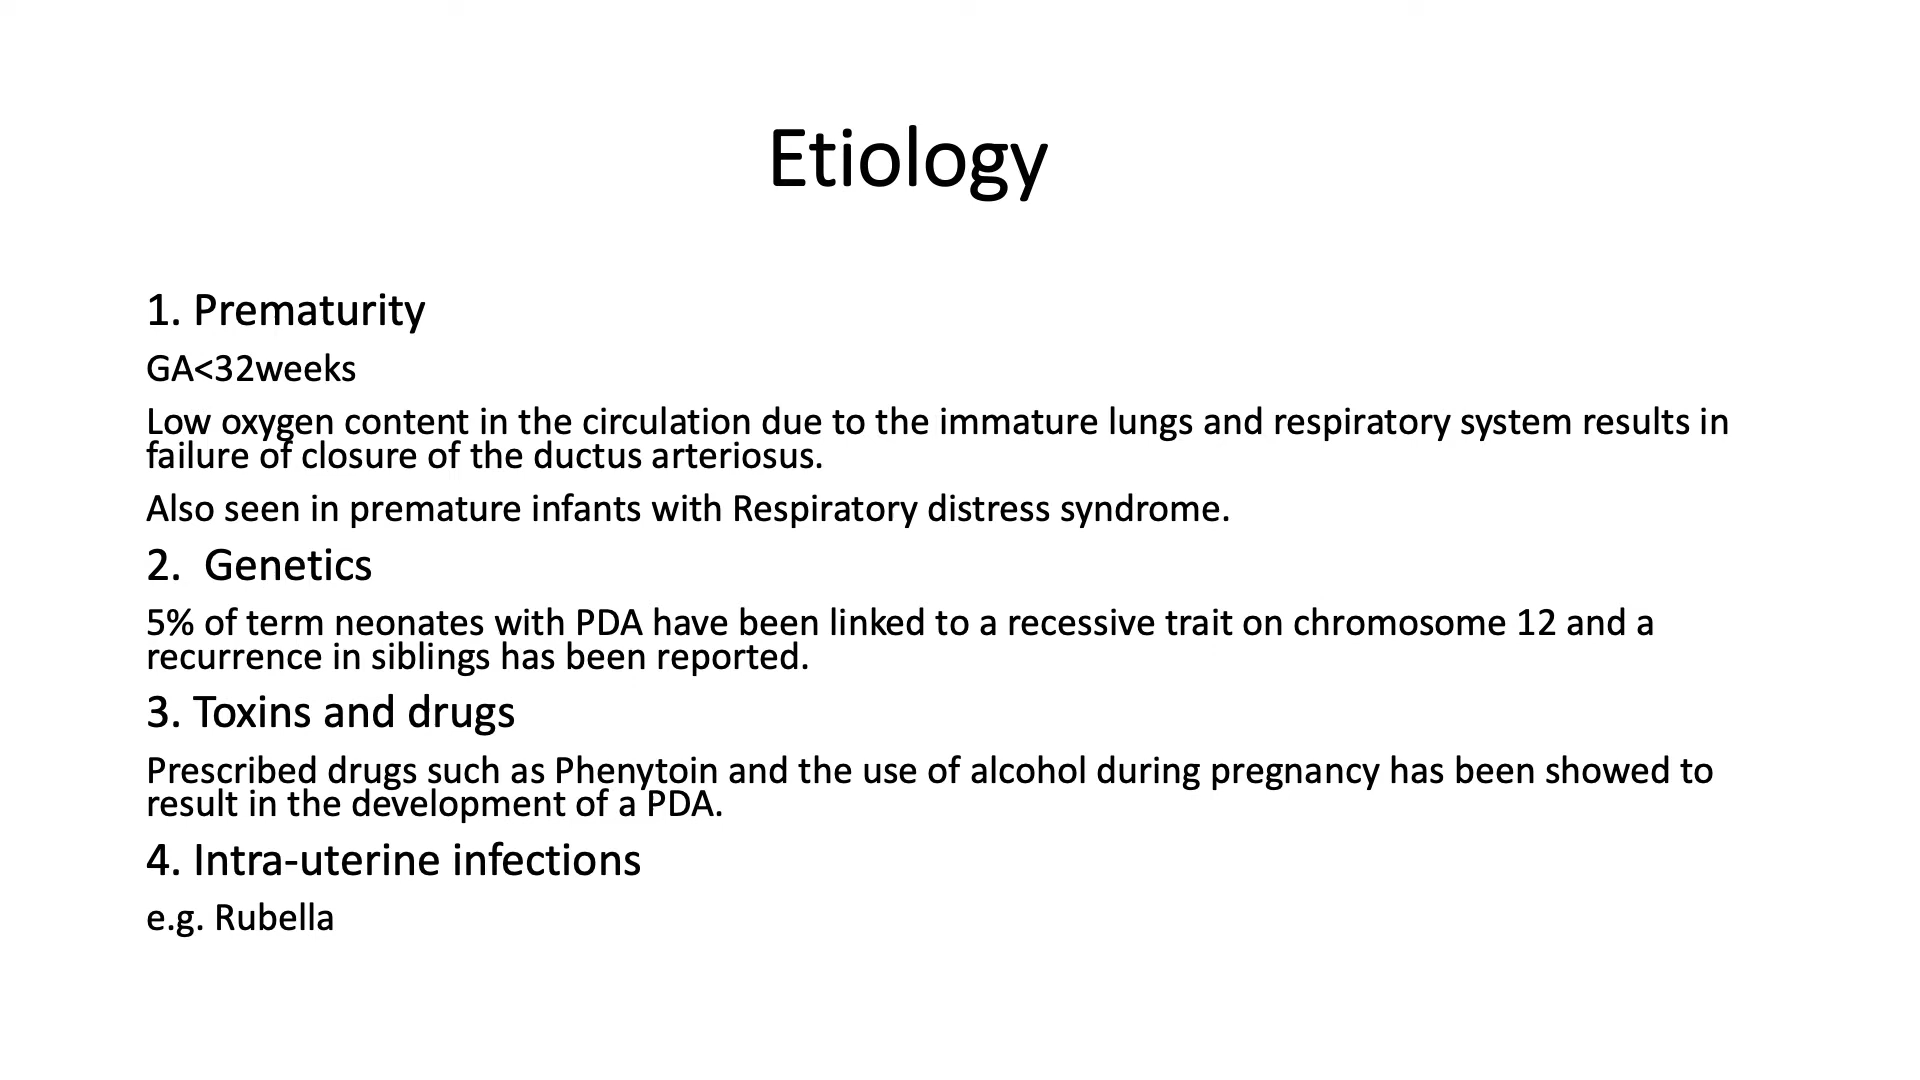 Etiology
1. Prematurity
GA<32weeks
Low oxygen content in the circulation due to the immature lungs and respiratory system results in
failure of closure of the ductus arteriosus.
Also seen in premature infants with Respiratory distress syndrome.
2.  Genetics
5% of term neonates with PDA have been linked to a recessive trait on chromosome 12 and a
recurrence in siblings has been reported.
3. Toxins and drugs
Prescribed drugs such as Phenytoin and the use of alcohol during pregnancy has been showed to
result in the development of a PDA.
4. Intra-uterine infections
e.g. Rubella